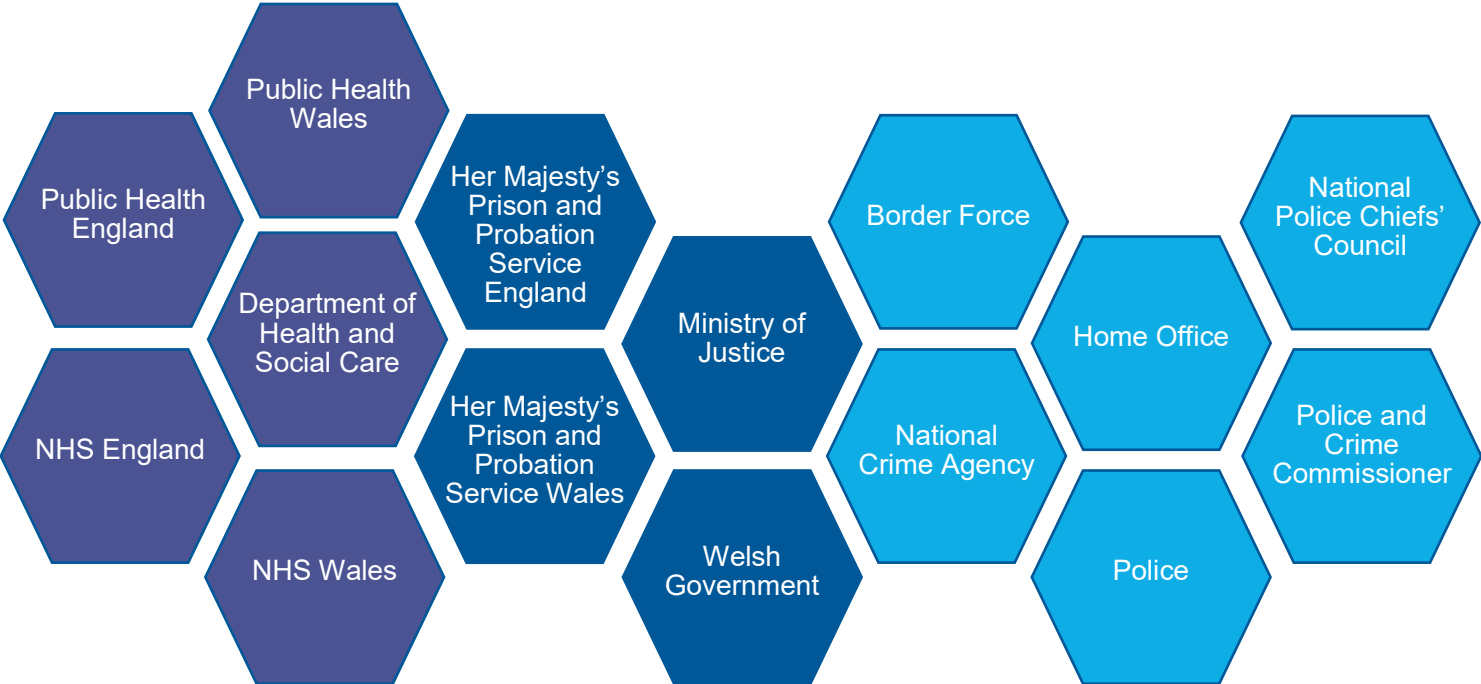 Public Health
Wales
Public Health
England
Department of
Health and
Social Care
NHS England
NHS Wales
Her Majesty’s
Prison and
Probation
Service
England
Her Majesty’s
Prison and
Probation
Service Wales
Ministry of
Justice
Welsh
Government
Border Force
National
Crime Agency
Home Office
Police
National
Police Chiefs’
Council
Police and
Crime
Commissioner